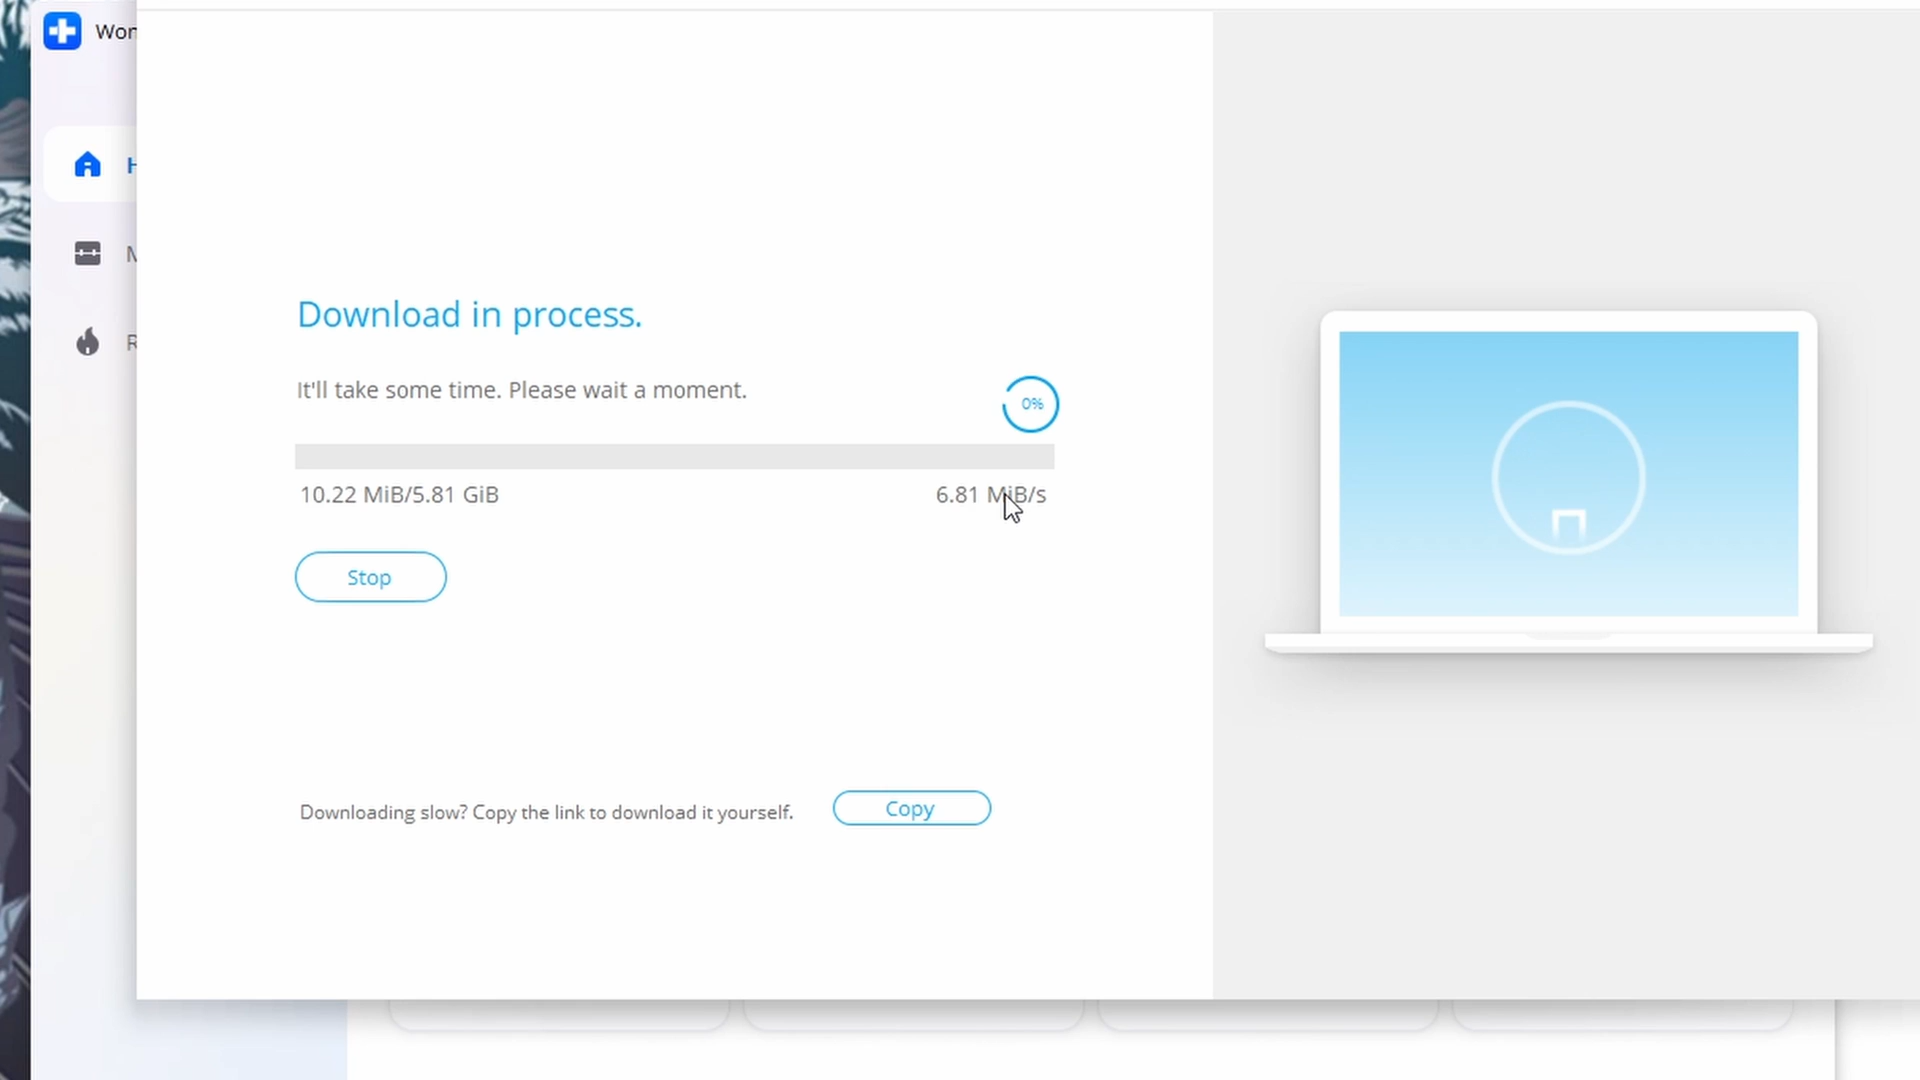 Won
H
M
R
Download in process.
It'll take some time. Please wait a moment.
0%
10.22 MiB/5.81 GiB
6.81 MiB/s
Stop
Downloading slow? Copy the link to download it yourself.
Copy